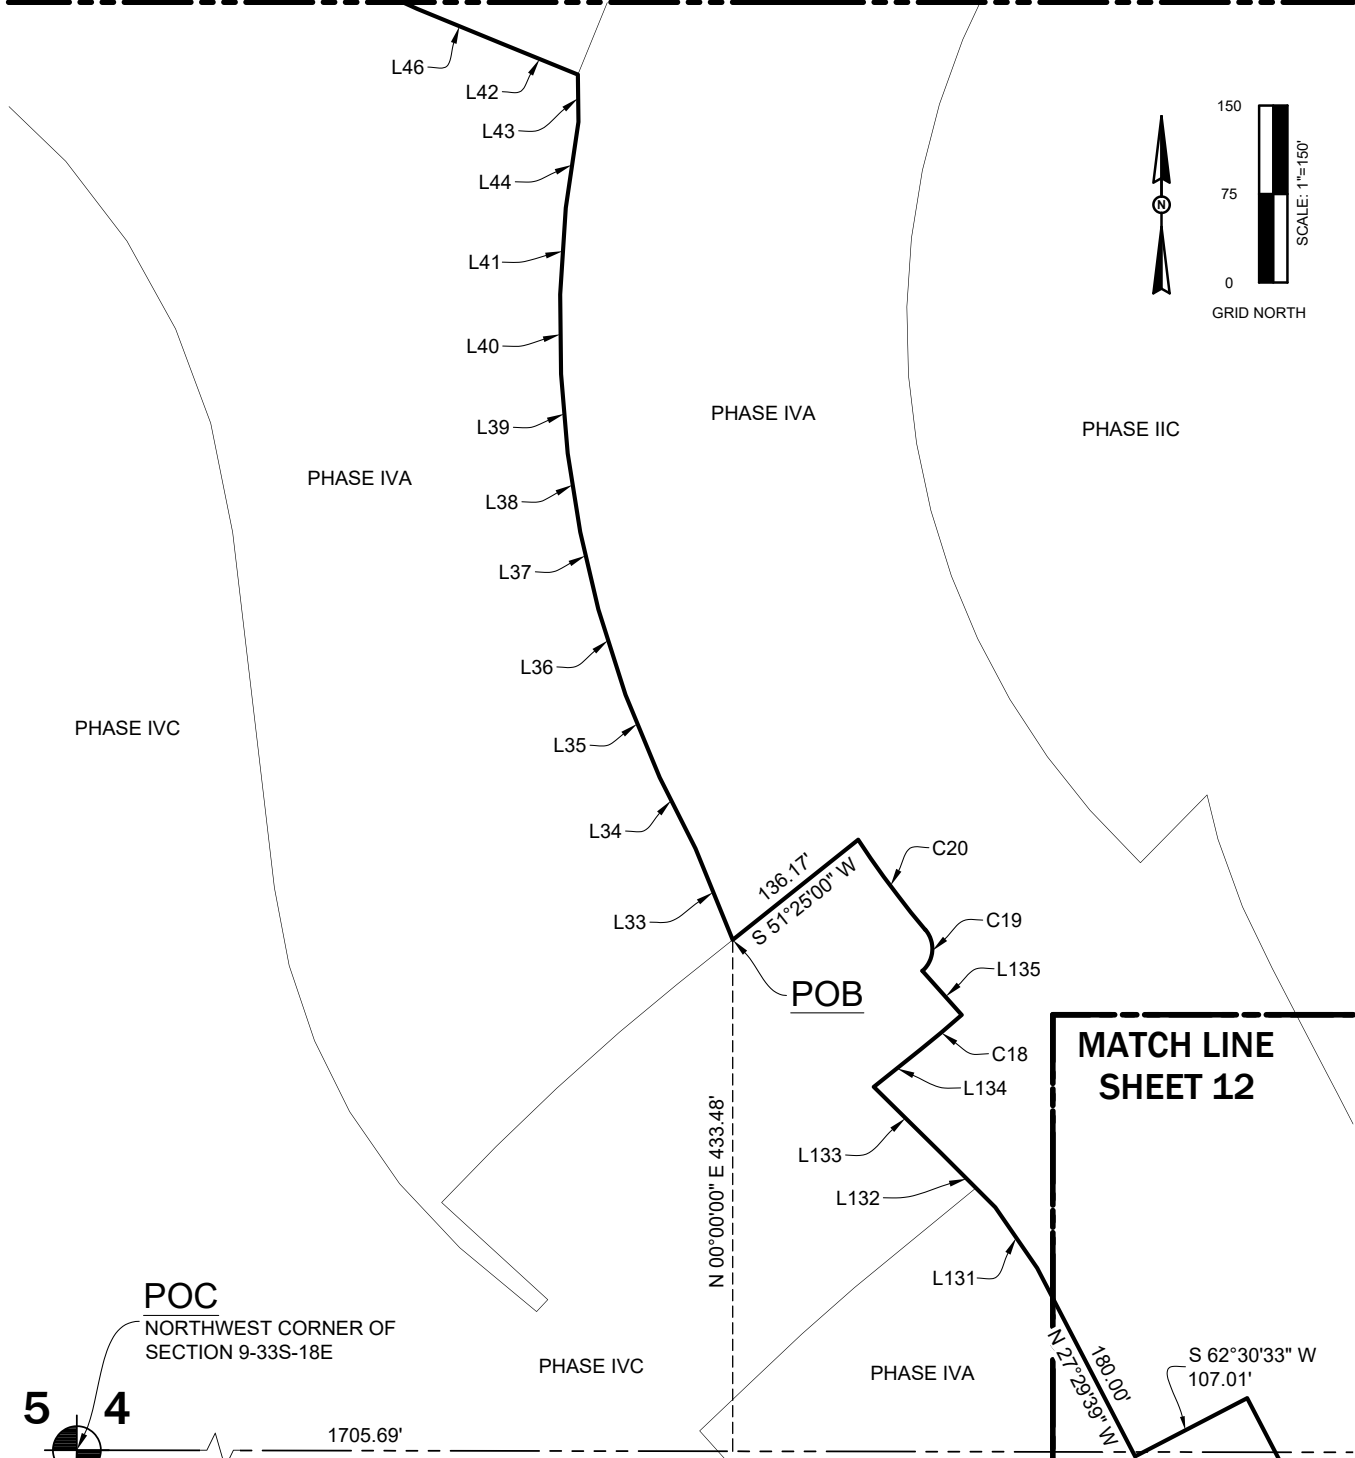 L46
L42
L43
L44
L41
L40
L39
L38
L37
L36
L35
L34
L33
150
75
0
SCALE: 1"=150'
N
GRID NORTH
PHASE IVA
PHASE IIC
PHASE IVA
PHASE IVC
136.17'
S 51°25'00" W
C20
C19
L135
POB
C18
L134
MATCH LINE
SHEET 12
L133
L132
L131
N 00°00'00" E 433.48'
POC
NORTHWEST CORNER OF
SECTION 9-33S-18E
PHASE IVC
PHASE IVA
180.00'
N 27°29'39" W
S 62°30'33" W
107.01'
5 4
1705.69'